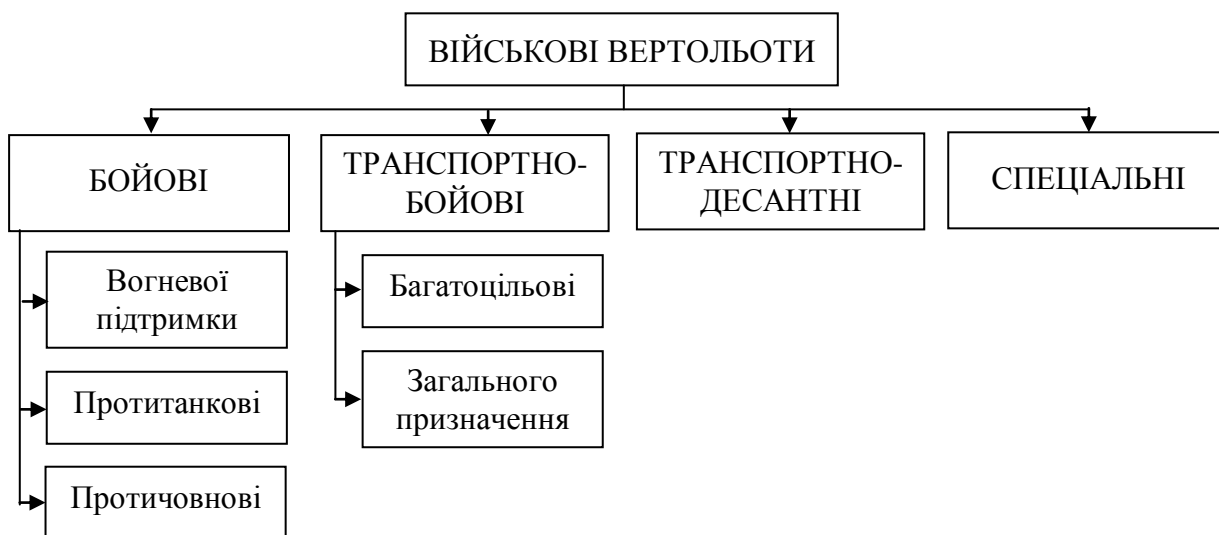 ВІЙСЬКОВІ ВЕРТОЛЬОТИ
БОЙОВІ
ТРАНСПОРТНО-
БОЙОВІ
ТРАНСПОРТНО-
ДЕСАНТНІ
СПЕЦІАЛЬНІ
Вогневої
підтримки
Протитанкові
Протичовнові
Багатоцільові
Загального
призначення